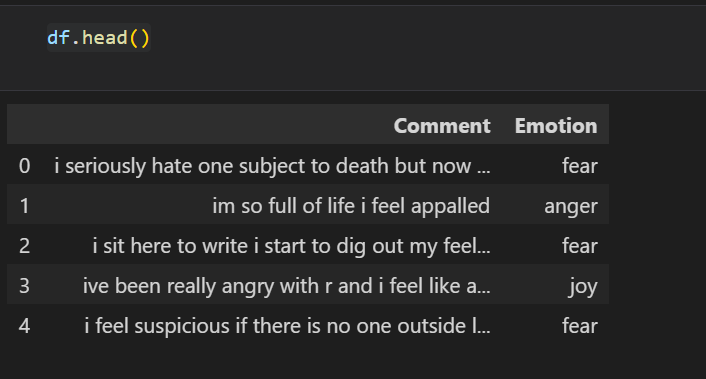 df.head()
Comment Emotion
0 i seriously hate one subject to death but now ... fear
1 im so full of life i feel appalled anger
2 i sit here to write i start to dig out my feel... fear
3 ive been really angry with r and i feel like a... joy
4 i feel suspicious if there is no one outside l... fear